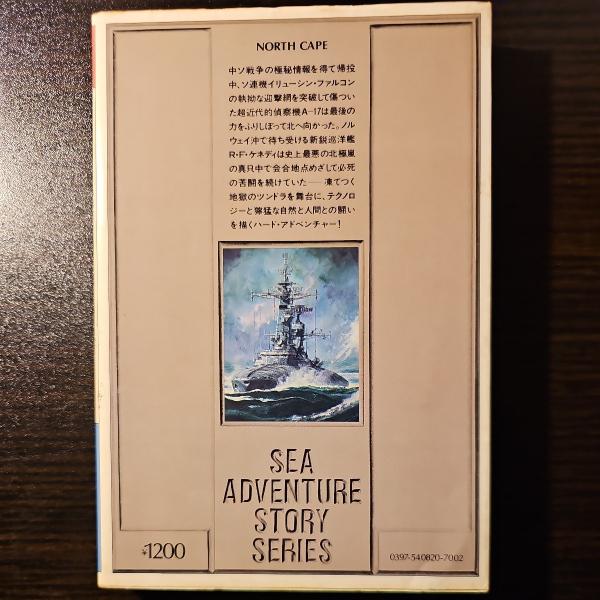 NORTH CAPE
中ソ戦争の極秘情報を得て帰投
中、ソ連機イリューシン・ファルコン
の執拗な迎撃網を突破して傷つい
た超近代的偵察機A-17は最後の
力をふりしぼって北へ向かった。ノル
ウェイ沖で待ち受ける新鋭巡洋艦
R・F・ケネディは史上最悪の北極嵐
の真只中で会合地点めざして必死
の苦闘を続けていた——凍てつく
地獄のツンドラを舞台に、テクノロ
ジーと獰猛な自然と人間との闘い
を描くハード・アドベンチャー!
SEA
ADVENTURE
STORY
SERIES
¥1200
0397-540820-7002